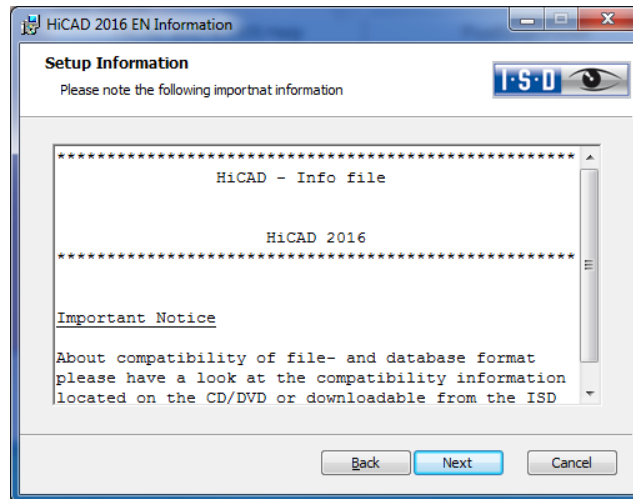 HiCAD 2016 EN Information
Setup Information
Please note the following importnat information
I·S·D
*****************************************************
HiCAD - Info file
HiCAD 2016
*****************************************************
Important Notice
About compatibility of file- and database format
please have a look at the compatibility information
located on the CD/DVD or downloadable from the ISD
Back
Next
Cancel